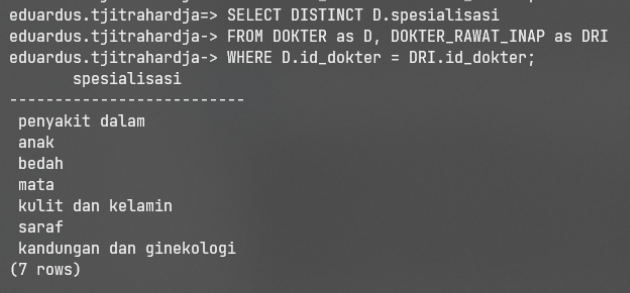 eduardus.tjitrahardja=> SELECT DISTINCT D.spesialisasi
eduardus.tjitrahardja-> FROM DOKTER as D, DOKTER_RAWAT_INAP as DRI
eduardus.tjitrahardja-> WHERE D.id_dokter = DRI.id_dokter;
spesialisasi
--------------------------
penyakit dalam
anak
bedah
mata
kulit dan kelamin
saraf
kandungan dan ginekologi
(7 rows)